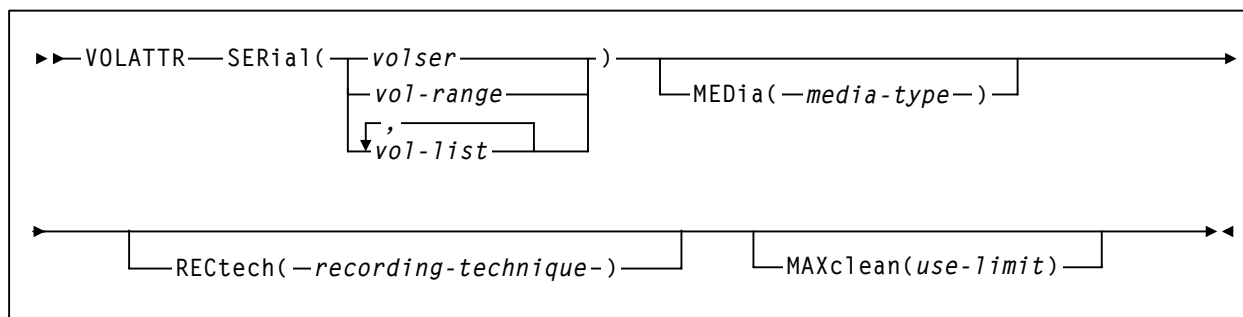 VOLATTR SERial( volser ) MEDia( media-type )
vol-range
,
vol-list
RECtech( recording-technique ) MAXclean(use-limit)